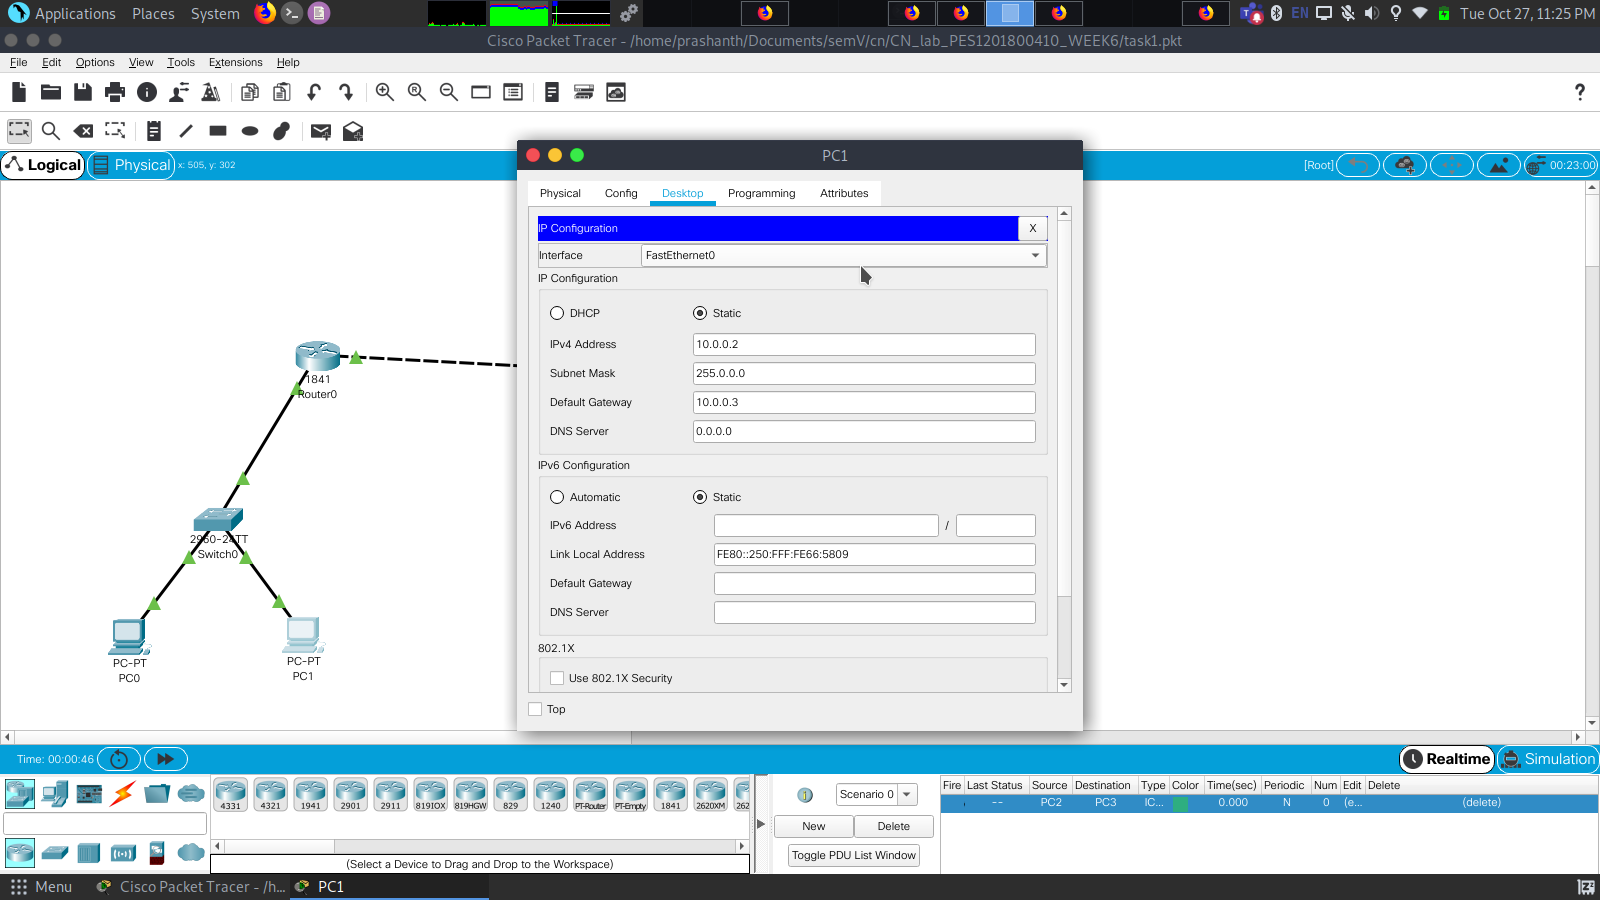 Applications Places System EN Tue Oct 27, 11:25 PM
Cisco Packet Tracer - /home/prashanth/Documents/semV/cn/CN_lab_PES1201800410_WEEK6/task1.pkt
File Edit Options View Tools Extensions Help
?
Logical Physical x: 505, y: 302 [Root] 00:23:00
PC1
Physical Config Desktop Programming Attributes
IP Configuration X
Interface FastEthernet0
IP Configuration
DHCP Static
IPv4 Address 10.0.0.2
Subnet Mask 255.0.0.0
Default Gateway 10.0.0.3
DNS Server 0.0.0.0
IPv6 Configuration
Automatic Static
IPv6 Address /
Link Local Address FE80::250:FFF:FE66:5809
Default Gateway
DNS Server
802.1X
Use 802.1X Security
Top
1841
Router0
2960-24TT
Switch0
PC-PT
PC0
PC-PT
PC1
Time: 00:00:46 Realtime Simulation
4331 4321 1941 2901 2911 819IOX 819HGW 829 1240 PT-Router PT-Empty 1841 2620XM 262
(Select a Device to Drag and Drop to the Workspace)
Scenario 0
New Delete
Toggle PDU List Window
Fire Last Status Source Destination Type Color Time(sec) Periodic Num Edit Delete
-- PC2 PC3 IC... 0.000 N 0 (e... (delete)
Menu Cisco Packet Tracer - /h... PC1